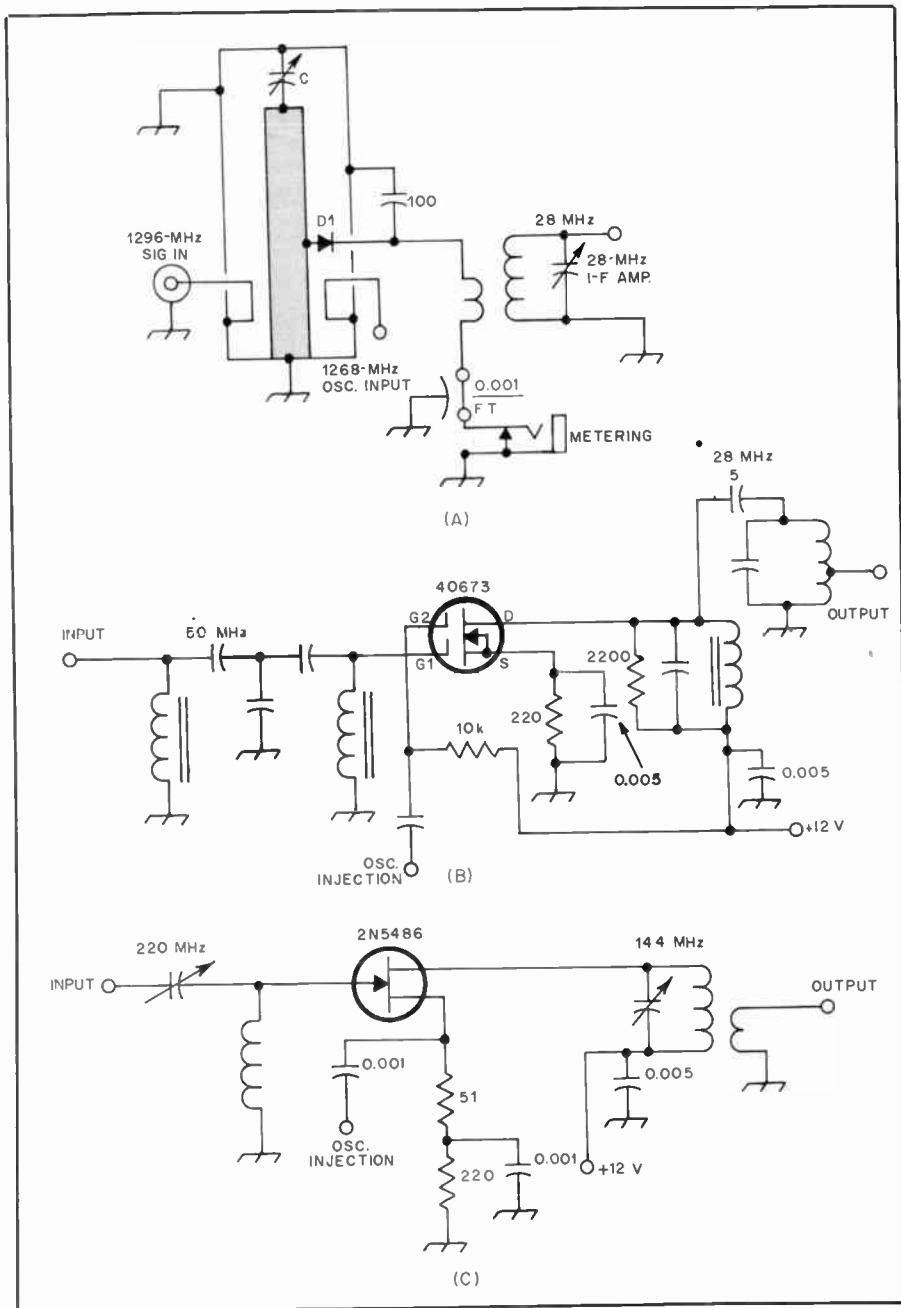 C
100
D1
1296-MHz
SIG IN
28 MHz
28-MHz
I-F AMP.
1268-MHz
OSC. INPUT
0.001
FT
METERING
(A)
28 MHz
5
40673
INPUT
50 MHz
G2
D
G1
S
OUTPUT
2200
220
10k
0.005
0.005
+12 V
OSC.
INJECTION
(B)
2N5486
220 MHz
144 MHz
INPUT
OUTPUT
0.001
51
0.005
OSC.
INJECTION
220
0.001
+12 V
(C)